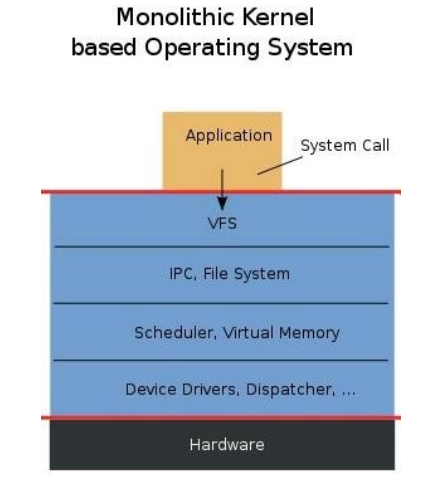 Monolithic Kernel
based Operating System
Application
System Call
VFS
IPC, File System
Scheduler, Virtual Memory
Device Drivers, Dispatcher, ...
Hardware